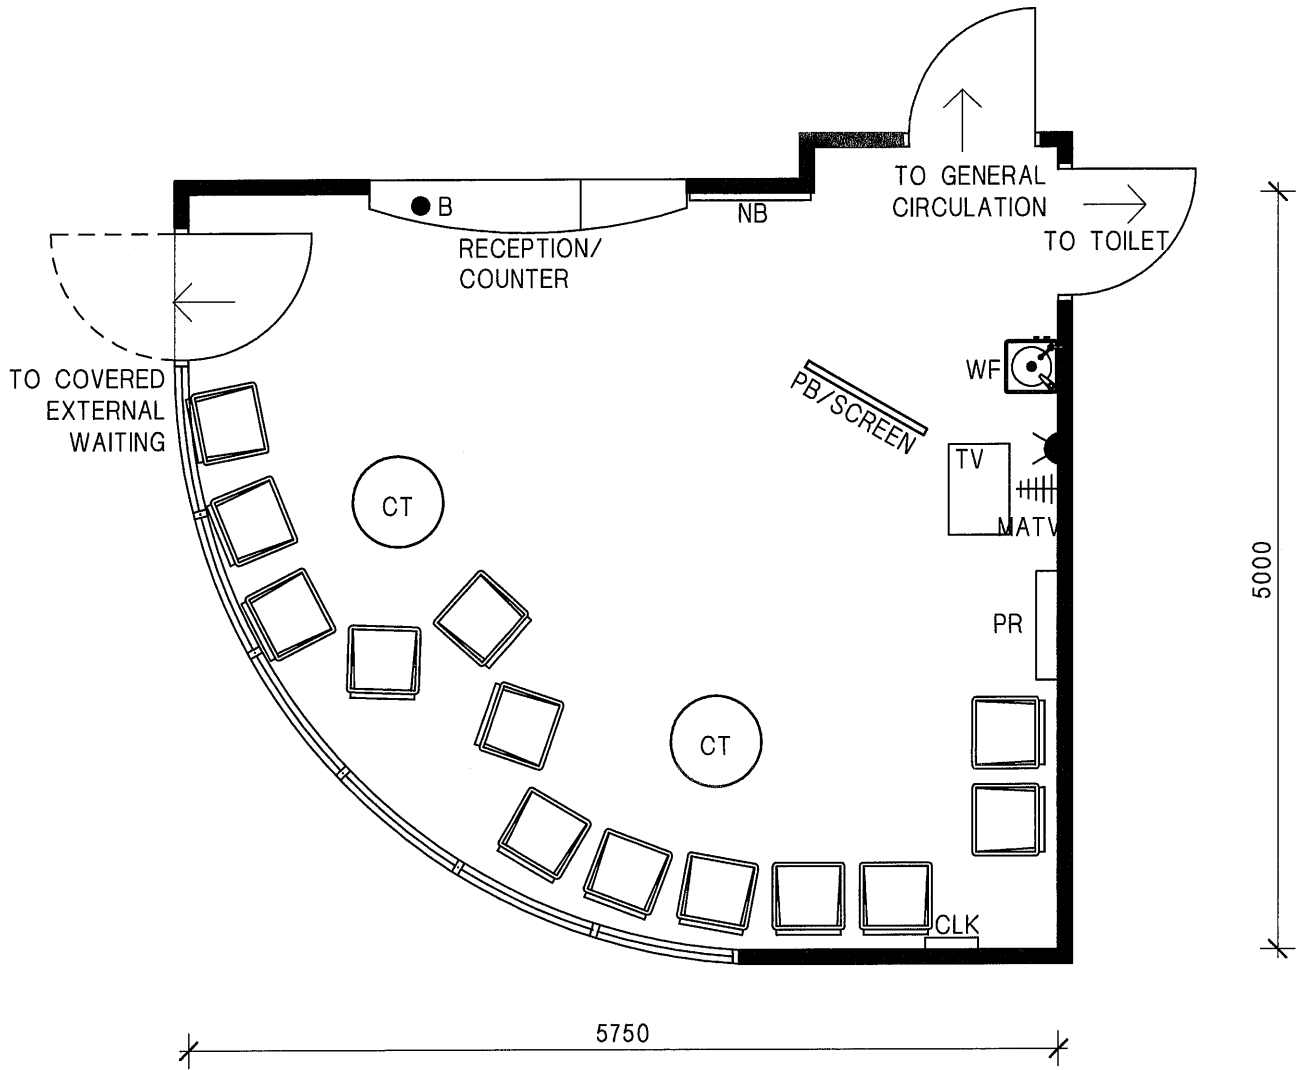 TO GENERAL
CIRCULATION
TO TOILET
B
NB
RECEPTION/
COUNTER
TO COVERED
EXTERNAL
WAITING
WF
PB/SCREEN
TV
MATV
CT
5000
PR
CT
CLK
5750